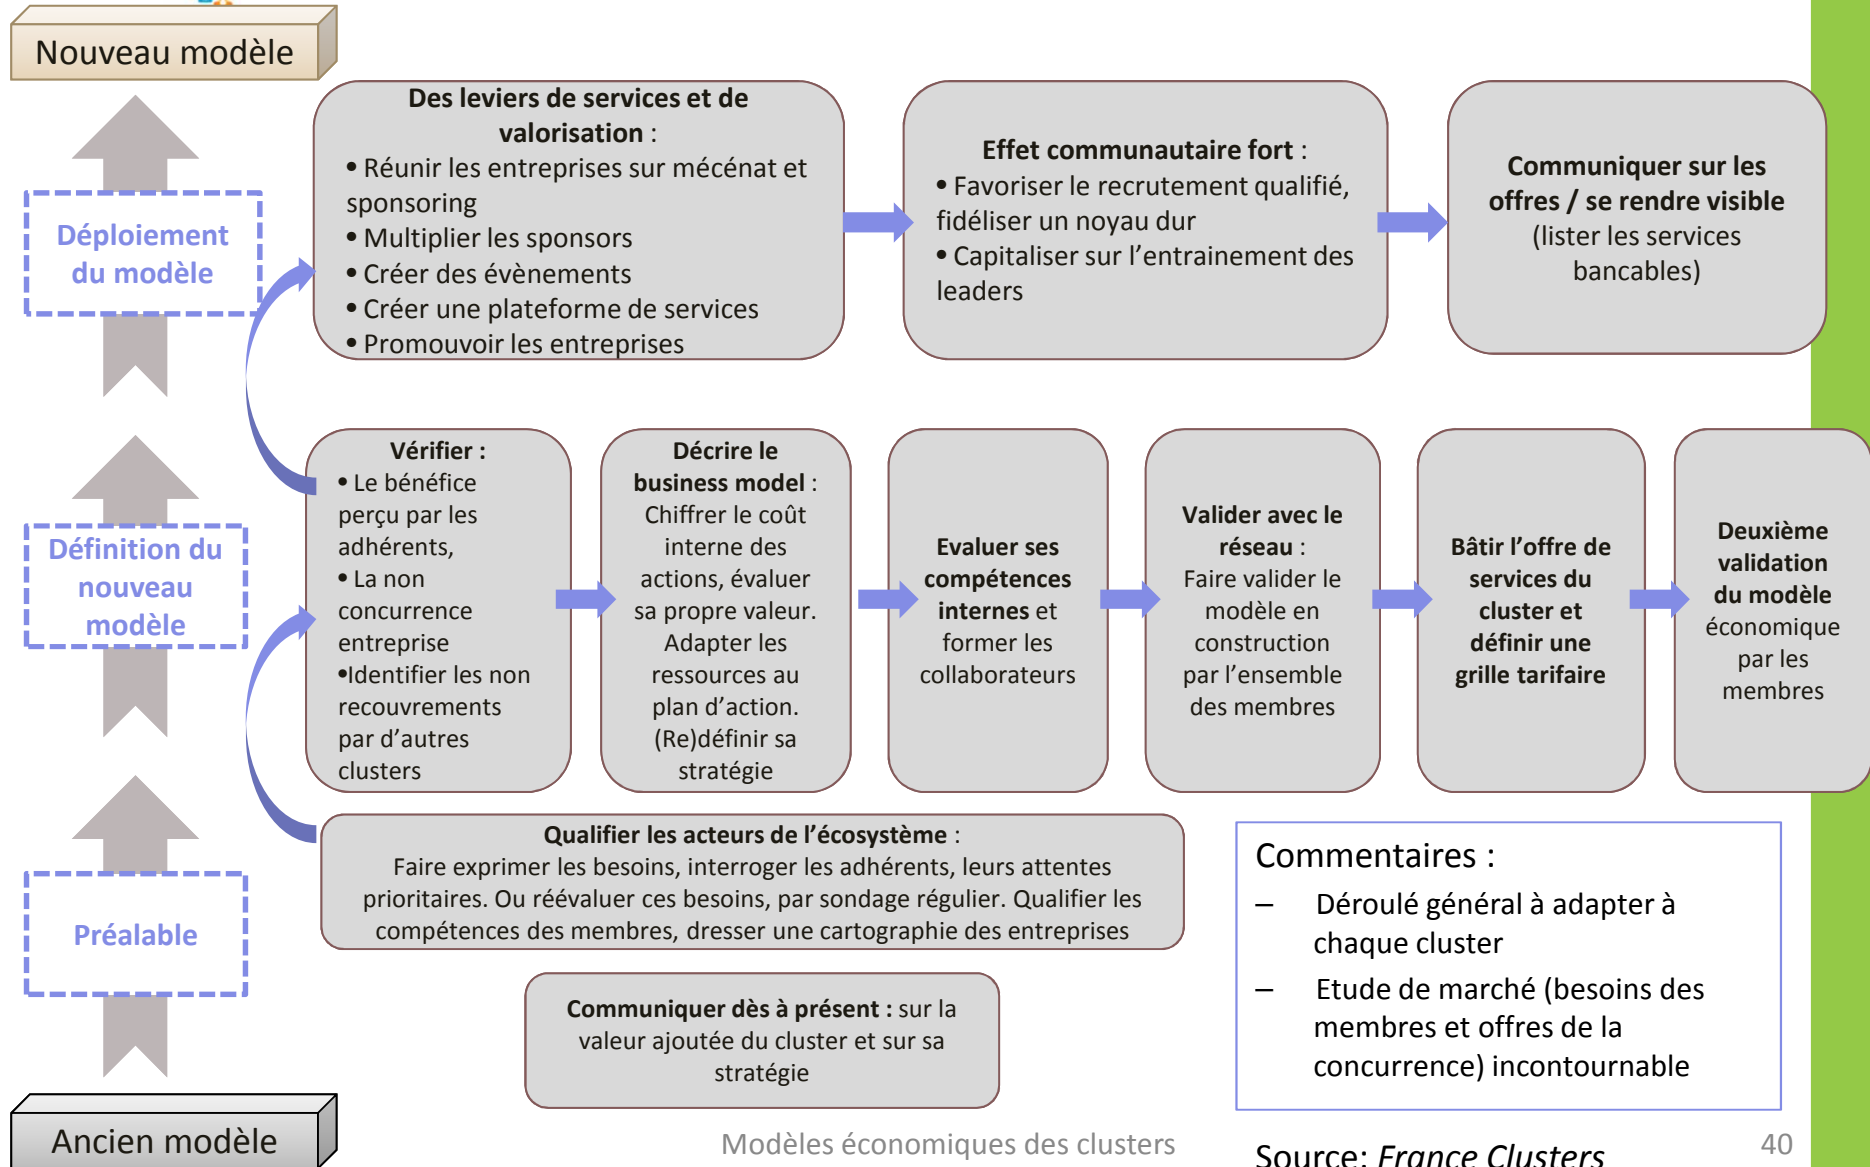 Nouveau modèle
Déploiement
du modèle
Des leviers de services et de
valorisation :
• Réunir les entreprises sur mécénat et
sponsoring
• Multiplier les sponsors
• Créer des évènements
• Créer une plateforme de services
• Promouvoir les entreprises
Effet communautaire fort :
• Favoriser le recrutement qualifié,
fidéliser un noyau dur
• Capitaliser sur l’entrainement des
leaders
Communiquer sur les
offres / se rendre visible
(lister les services
bancables)
Définition du
nouveau
modèle
Vérifier :
• Le bénéfice
perçu par les
adhérents,
• La non
concurrence
entreprise
•Identifier les non
recouvrements
par d’autres
clusters
Décrire le
business model :
Chiffrer le coût
interne des
actions, évaluer
sa propre valeur.
Adapter les
ressources au
plan d’action.
(Re)définir sa
stratégie
Evaluer ses
compétences
internes et
former les
collaborateurs
Valider avec le
réseau :
Faire valider le
modèle en
construction
par l’ensemble
des membres
Bâtir l’offre de
services du
cluster et
définir une
grille tarifaire
Deuxième
validation
du modèle
économique
par les
membres
Préalable
Qualifier les acteurs de l’écosystème :
Faire exprimer les besoins, interroger les adhérents, leurs attentes
prioritaires. Ou réévaluer ces besoins, par sondage régulier. Qualifier les
compétences des membres, dresser une cartographie des entreprises
Communiquer dès à présent : sur la
valeur ajoutée du cluster et sur sa
stratégie
Commentaires :
– Déroulé général à adapter à
chaque cluster
– Etude de marché (besoins des
membres et offres de la
concurrence) incontournable
Ancien modèle
Modèles économiques des clusters
Source: France Clusters
40